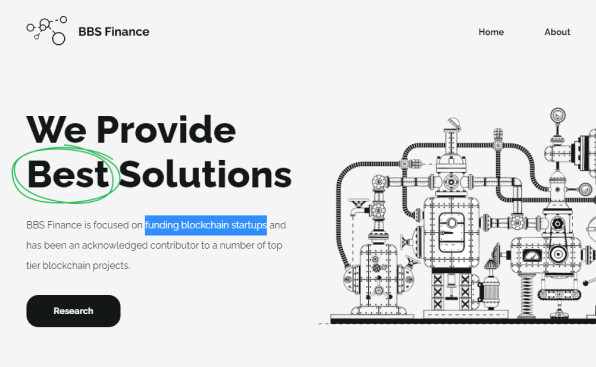 BBS Finance
Home
About
We Provide
Best Solutions
BBS Finance is focused on funding blockchain startups and
has been an acknowledged contributor to a number of top
tier blockchain projects.
Research